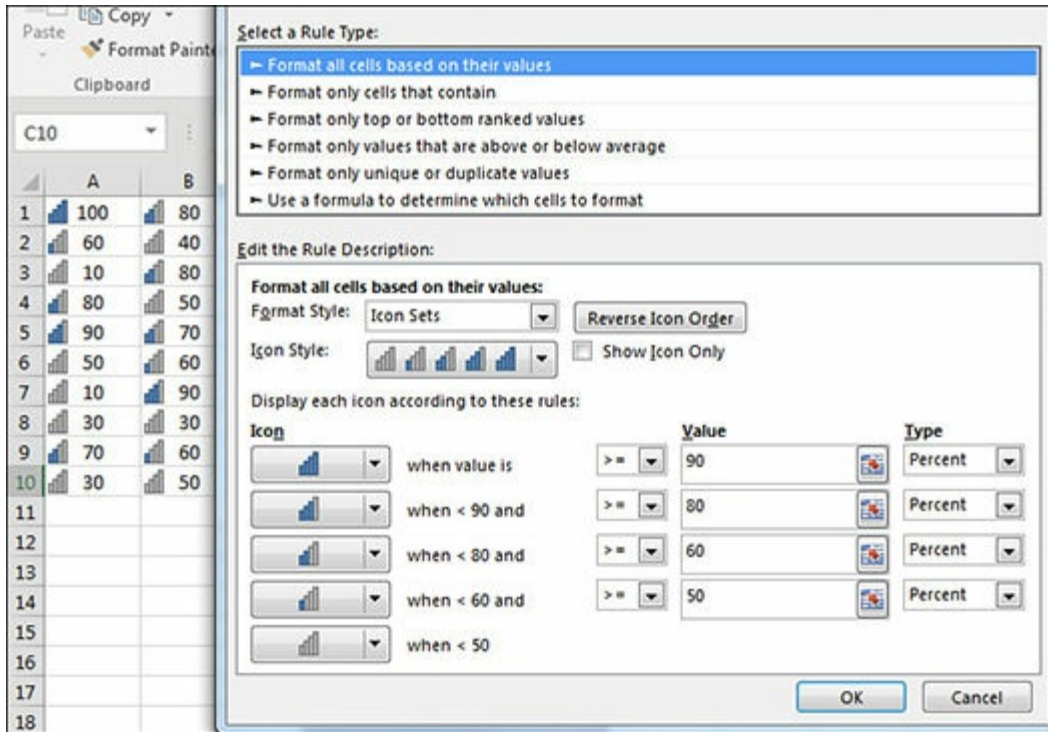 Paste
Copy
Format Painte
Clipboard
C10
A B
1 100 80
2 60 40
3 10 80
4 80 50
5 90 70
6 50 60
7 10 90
8 30 30
9 70 60
10 30 50
11
12
13
14
15
16
17
18
Select a Rule Type:
► Format all cells based on their values
► Format only cells that contain
► Format only top or bottom ranked values
► Format only values that are above or below average
► Format only unique or duplicate values
► Use a formula to determine which cells to format
Edit the Rule Description:
Format all cells based on their values:
Format Style: Icon Sets Reverse Icon Order
Icon Style: Show Icon Only
Display each icon according to these rules:
Icon Value Type
when value is >= 90 Percent
when < 90 and >= 80 Percent
when < 80 and >= 60 Percent
when < 60 and >= 50 Percent
when < 50
OK Cancel